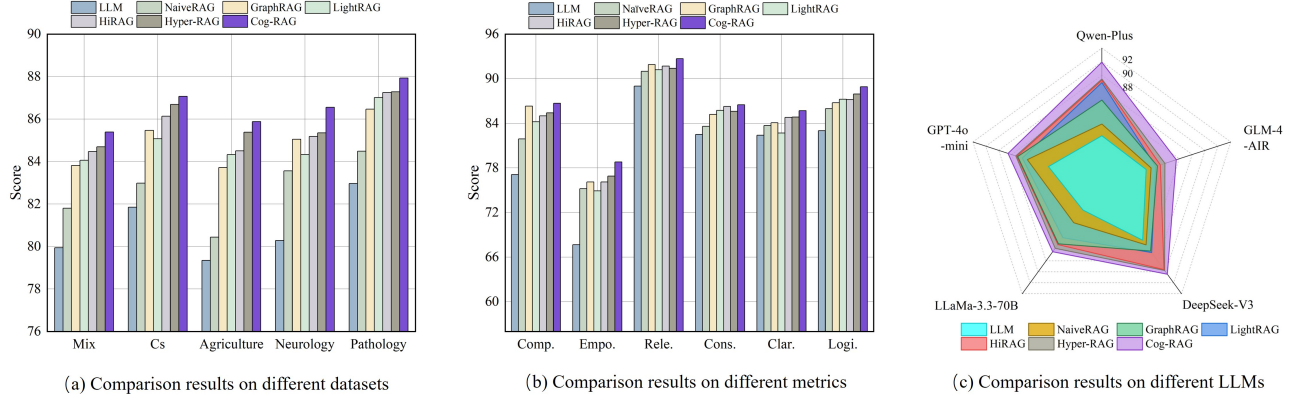 LLM NaiveRAG GraphRAG LightRAG
HiRAG Hyper-RAG Cog-RAG
Score
90
88
86
84
82
80
78
76
Mix Cs Agriculture Neurology Pathology
(a) Comparison results on different datasets
LLM NaïveRAG GraphRAG LightRAG
HiRAG Hyper-RAG Cog-RAG
Score
96
90
84
78
72
66
60
Comp. Empo. Rele. Cons. Clar. Logi.
(b) Comparison results on different metrics
Qwen-Plus
92
90
88
GPT-4o
-mini
GLM-4
-AIR
LLaMa-3.3-70B
DeepSeek-V3
LLM NaiveRAG GraphRAG LightRAG
HiRAG Hyper-RAG Cog-RAG
(c) Comparison results on different LLMs